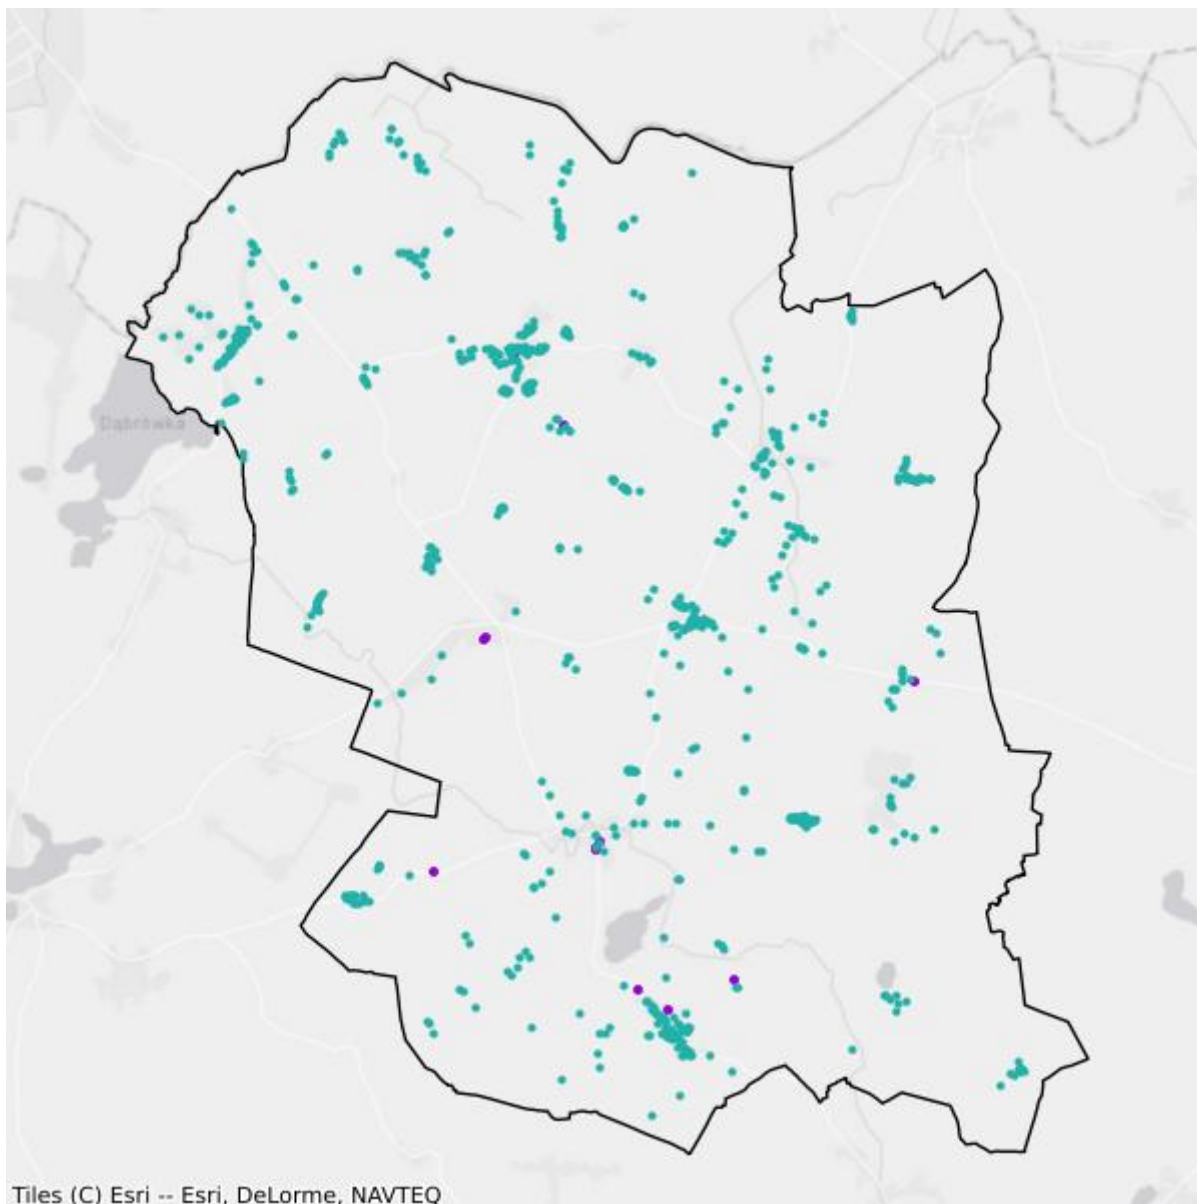 Dąbrówka
Tiles (C) Esri -- Esri, DeLorme, NAVTEQ